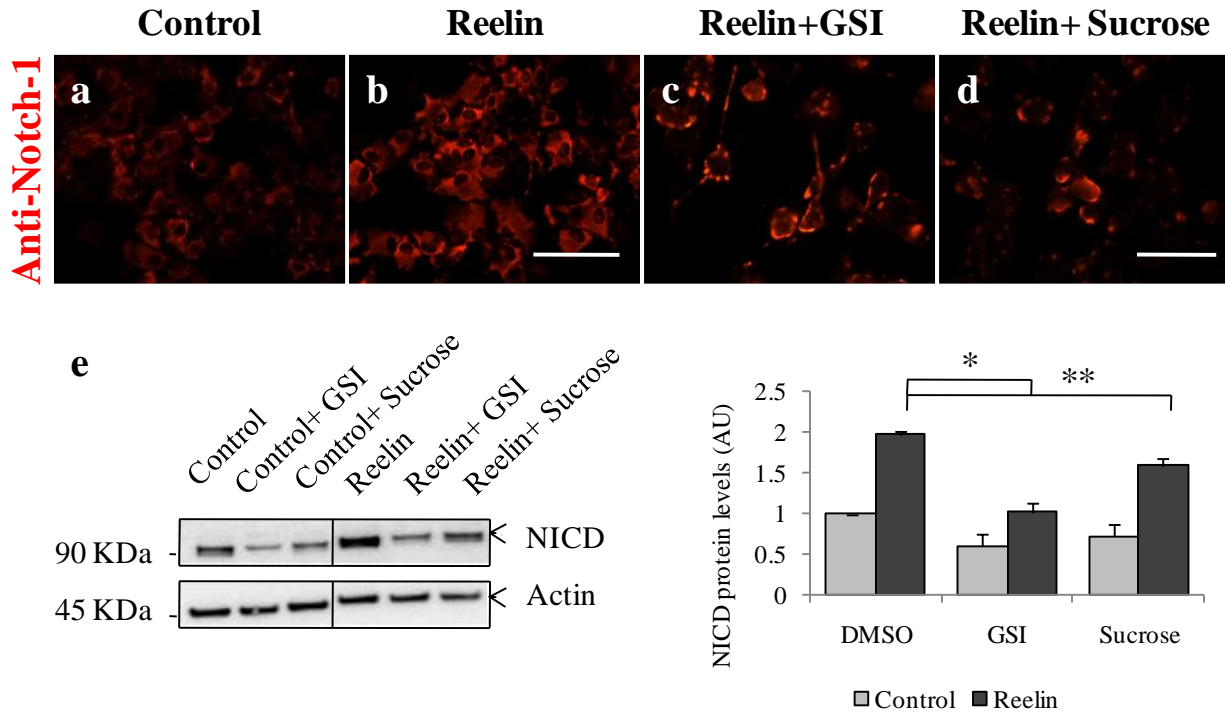 Control Reelin Reelin+GSI Reelin+ Sucrose
Anti-Notch-1
a b c d
e
Control
Control+ GSI
Control+ Sucrose
Reelin
Reelin+ GSI
Reelin+ Sucrose
90 KDa - < NICD
45 KDa - < Actin
NICD protein levels (AU)
* **
2.5
2
1.5
1
0.5
0
DMSO GSI Sucrose
Control Reelin